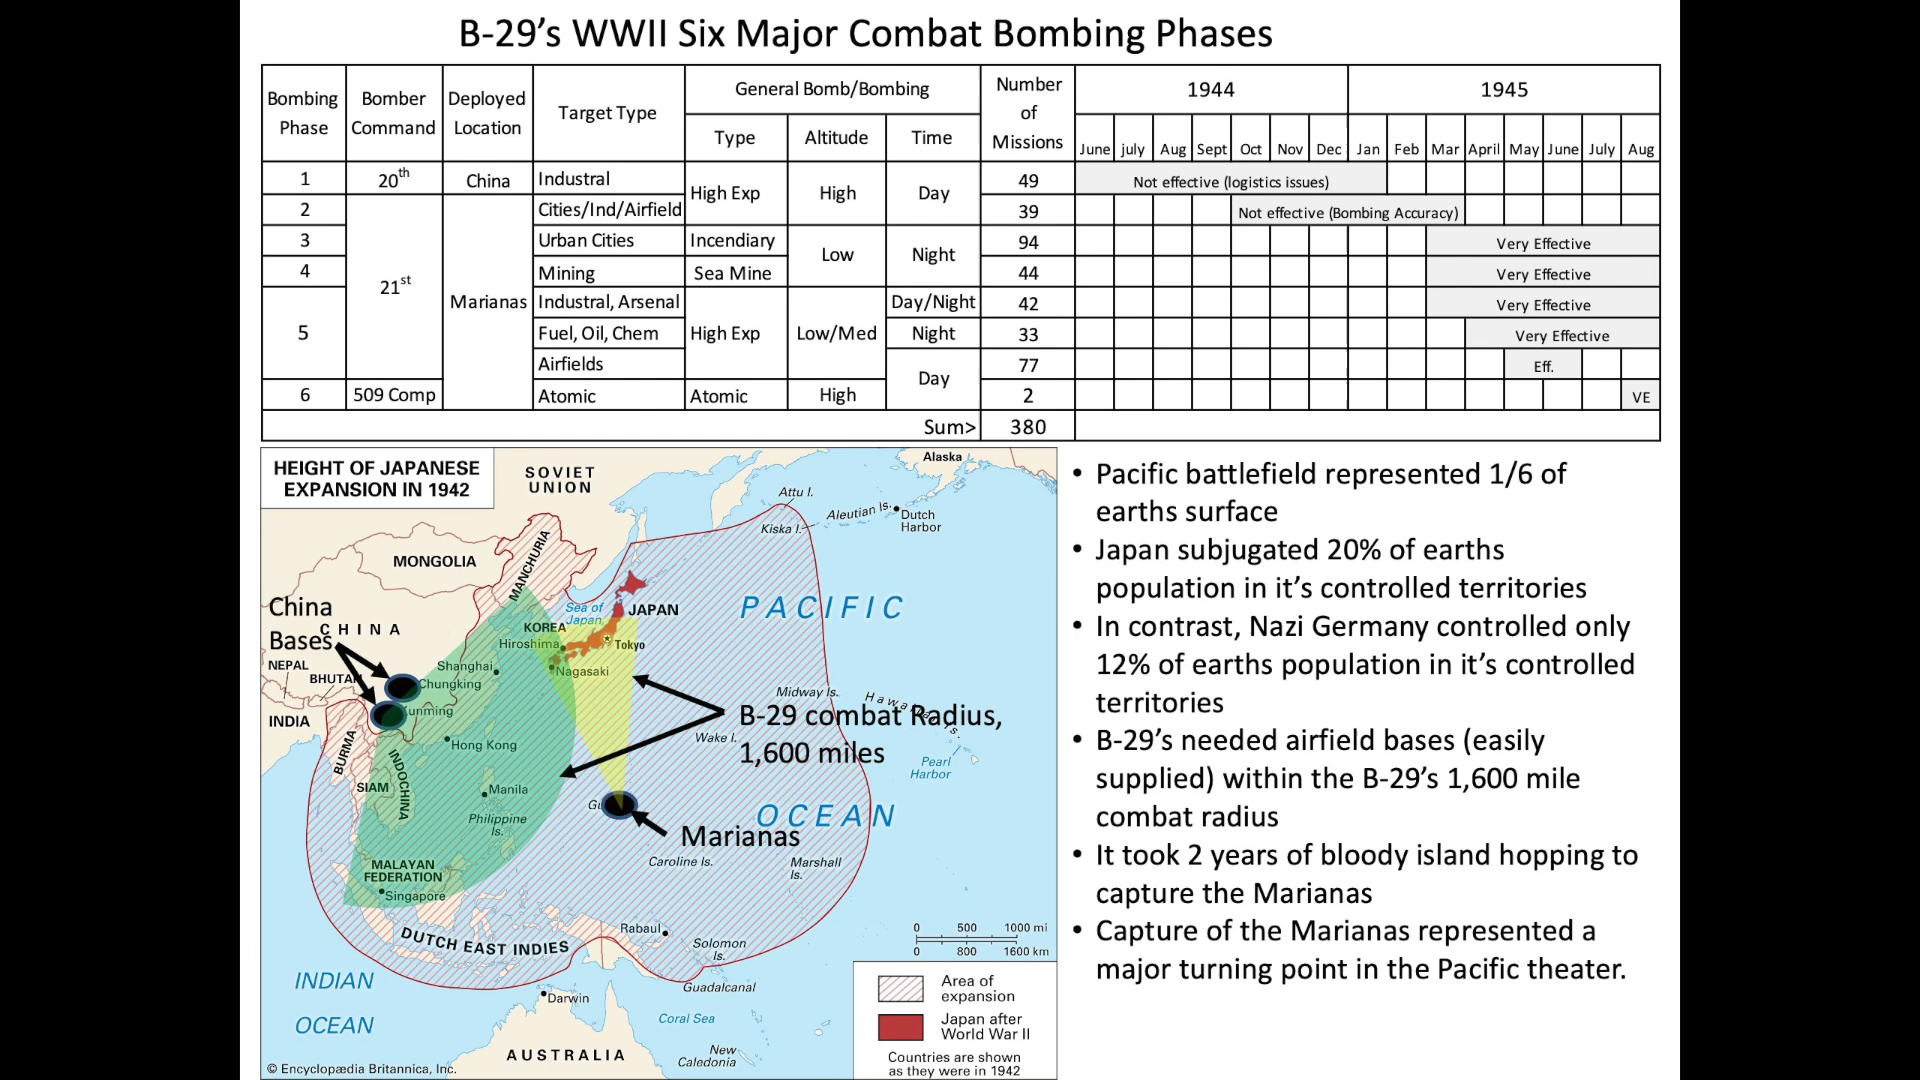 B-29's WWII Six Major Combat Bombing Phases
Bombing Phase
Bomber Command
Deployed Location
Target Type
General Bomb/Bombing
Type
Altitude
Time
Number of Missions
1944
1945
June july Aug Sept Oct Nov Dec Jan Feb Mar April May June July Aug
1 20th China Industral High Exp High Day 49 Not effective (logistics issues)
2 21st Marianas Cities/Ind/Airfield 39 Not effective (Bombing Accuracy)
3 Urban Cities Incendiary Low Night 94 Very Effective
4 Mining Sea Mine 44 Very Effective
5 Industral, Arsenal High Exp Low/Med Day/Night 42 Very Effective
Fuel, Oil, Chem Night 33 Very Effective
Airfields Day 77 Eff.
6 509 Comp Atomic Atomic High 2 VE
Sum> 380
HEIGHT OF JAPANESE
EXPANSION IN 1942
SOVIET
UNION
Alaska
Attu I.
Kiska I.
Aleutian Is.
Dutch
Harbor
MONGOLIA
MANCHURIA
China
Bases
CHINA
Sea of
Japan
JAPAN
KOREA
Hiroshima
Tokyo
PACIFIC
NEPAL
BHUTAN
Shanghai
Nagasaki
Chungking
Kunming
Midway Is.
Hawaiian Is.
INDIA
B-29 combat Radius,
1,600 miles
Wake I.
BURMA
Hong Kong
INDOCHINA
Pearl
Harbor
SIAM
Manila
Philippine
Is.
Gu
OCEAN
Marianas
MALAYAN
FEDERATION
Singapore
Caroline Is.
Marshall
Is.
DUTCH EAST INDIES
Rabaul
Solomon
Is.
0 500 1000 mi
0 800 1600 km
INDIAN
OCEAN
Guadalcanal
Darwin
Coral Sea
New
Caledonia
AUSTRALIA
Area of
expansion
Japan after
World War II
Countries are shown
as they were in 1942
© Encyclopædia Britannica, Inc.
• Pacific battlefield represented 1/6 of
earths surface
• Japan subjugated 20% of earths
population in it's controlled territories
• In contrast, Nazi Germany controlled only
12% of earths population in it's controlled
territories
• B-29's needed airfield bases (easily
supplied) within the B-29's 1,600 mile
combat radius
• It took 2 years of bloody island hopping to
capture the Marianas
• Capture of the Marianas represented a
major turning point in the Pacific theater.